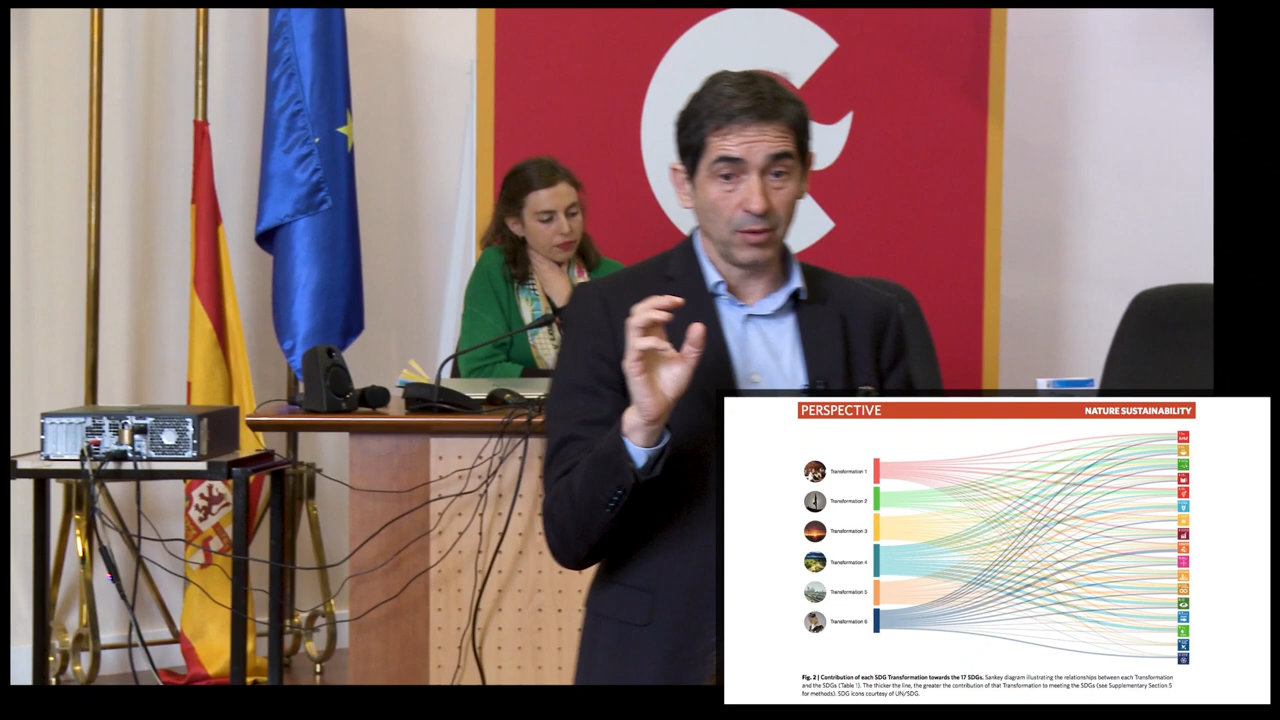 PERSPECTIVE
NATURE SUSTAINABILITY
Transformation 1
Transformation 2
Transformation 3
Transformation 4
Transformation 5
Transformation 6
Fig. 2 | Contribution of each SDG Transformation towards the 17 SDGs. Sankey diagram illustrating the relationships between each Transformation
and the SDGs (Table 1). The thicker the line, the greater the contribution of that Transformation to meeting the SDGs (see Supplementary Section 5
for methods). SDG icons courtesy of UN/SDG.